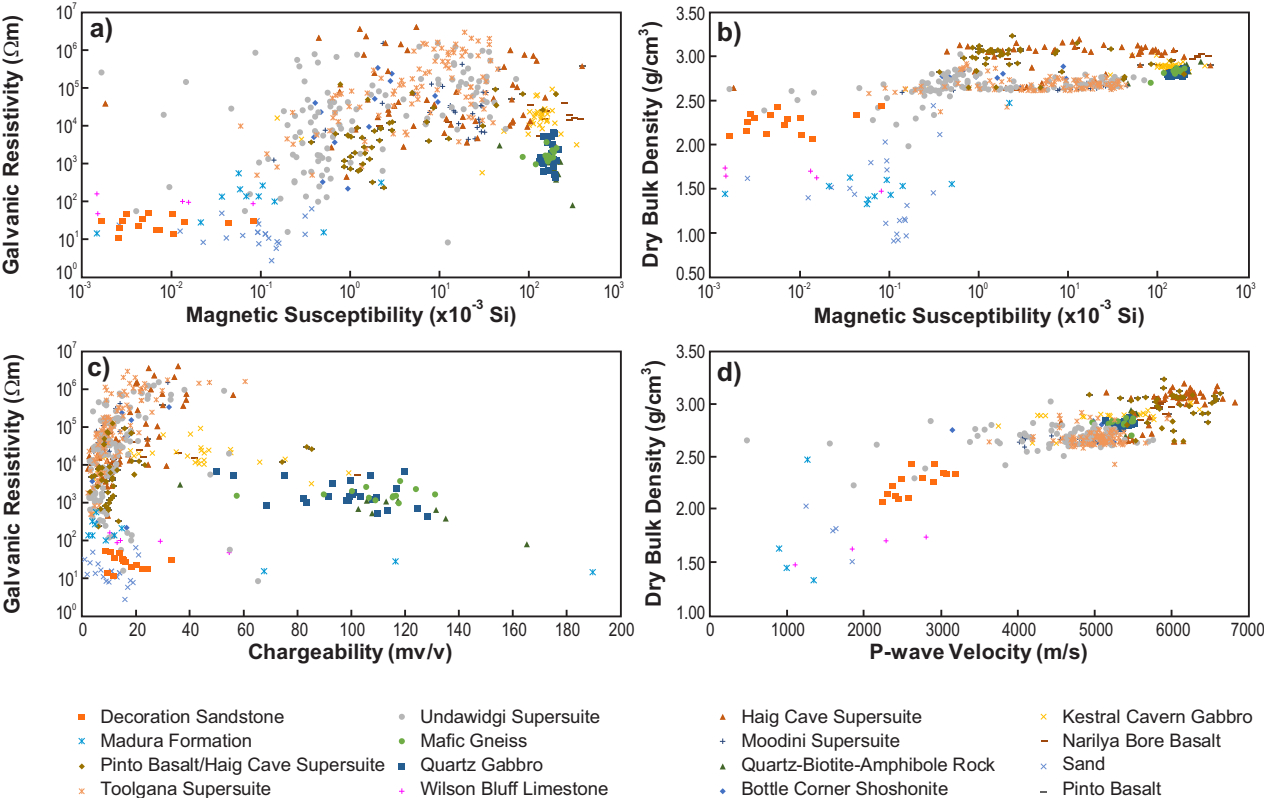 a)
Galvanic Resistivity (Ωm)
10⁷
10⁶
10⁵
10⁴
10³
10²
10¹
10⁰
10⁻³ 10⁻² 10⁻¹ 10⁰ 10¹ 10² 10³
Magnetic Susceptibility (x10⁻³ Si)
b)
Dry Bulk Density (g/cm³)
3.50
3.00
2.50
2.00
1.50
1.00
0.50
10⁻³ 10⁻² 10⁻¹ 10⁰ 10¹ 10² 10³
Magnetic Susceptibility (x10⁻³ Si)
c)
Galvanic Resistivity (Ωm)
10⁷
10⁶
10⁵
10⁴
10³
10²
10¹
10⁰
0 20 40 60 80 100 120 140 160 180 200
Chargeability (mv/v)
d)
Dry Bulk Density (g/cm³)
3.50
3.00
2.50
2.00
1.50
1.00
0 1000 2000 3000 4000 5000 6000 7000
P-wave Velocity (m/s)
Decoration Sandstone
Madura Formation
Pinto Basalt/Haig Cave Supersuite
Toolgana Supersuite
Undawidgi Supersuite
Mafic Gneiss
Quartz Gabbro
Wilson Bluff Limestone
Haig Cave Supersuite
Moodini Supersuite
Quartz-Biotite-Amphibole Rock
Bottle Corner Shoshonite
Kestral Cavern Gabbro
Narilya Bore Basalt
Sand
Pinto Basalt